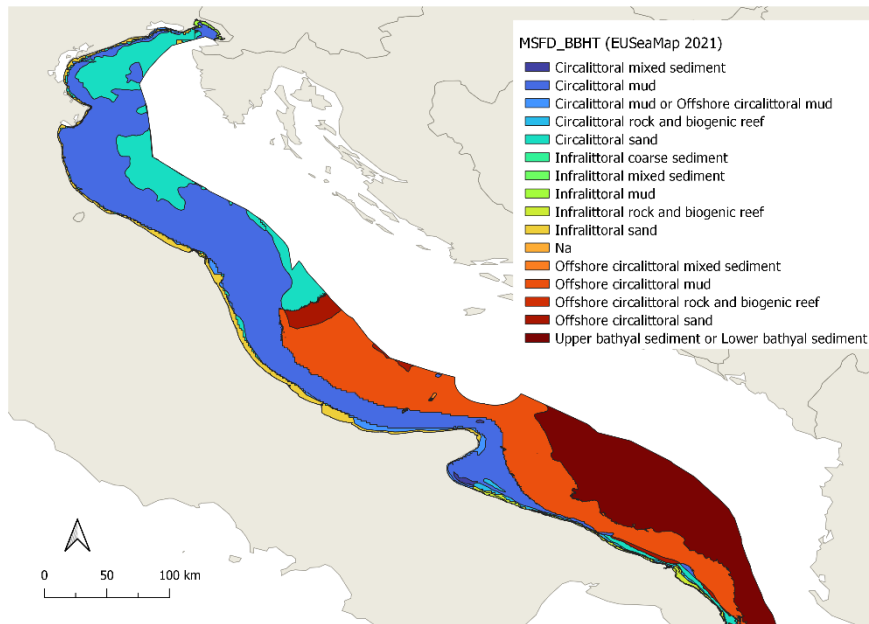 MSFD_BBHT (EUSeaMap 2021)
Circalittoral mixed sediment
Circalittoral mud
Circalittoral mud or Offshore circalittoral mud
Circalittoral rock and biogenic reef
Circalittoral sand
Infralittoral coarse sediment
Infralittoral mixed sediment
Infralittoral mud
Infralittoral rock and biogenic reef
Infralittoral sand
Na
Offshore circalittoral mixed sediment
Offshore circalittoral mud
Offshore circalittoral rock and biogenic reef
Offshore circalittoral sand
Upper bathyal sediment or Lower bathyal sediment
0 50 100 km